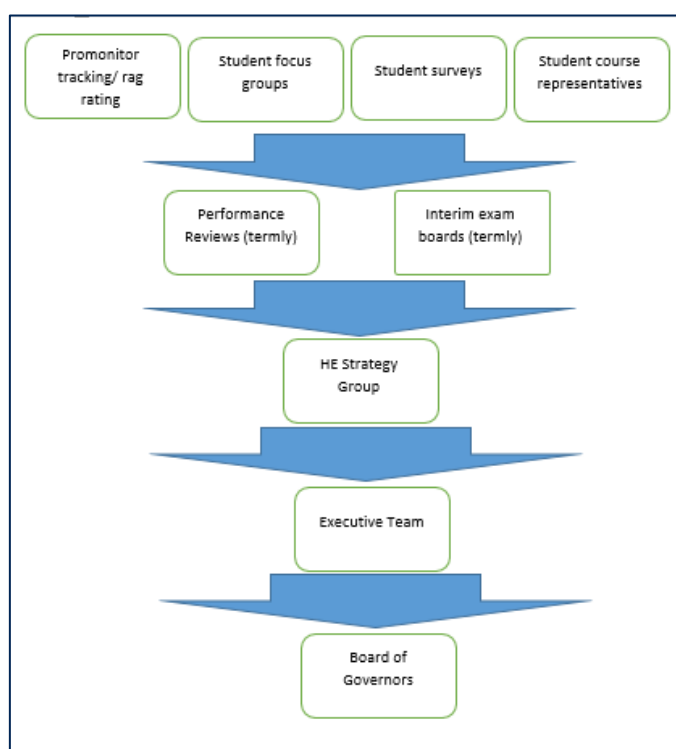 Promonitor
tracking/ rag
rating
Student focus
groups
Student surveys
Student course
representatives
Performance
Reviews (termly)
Interim exam
boards (termly)
HE Strategy
Group
Executive Team
Board of
Governors